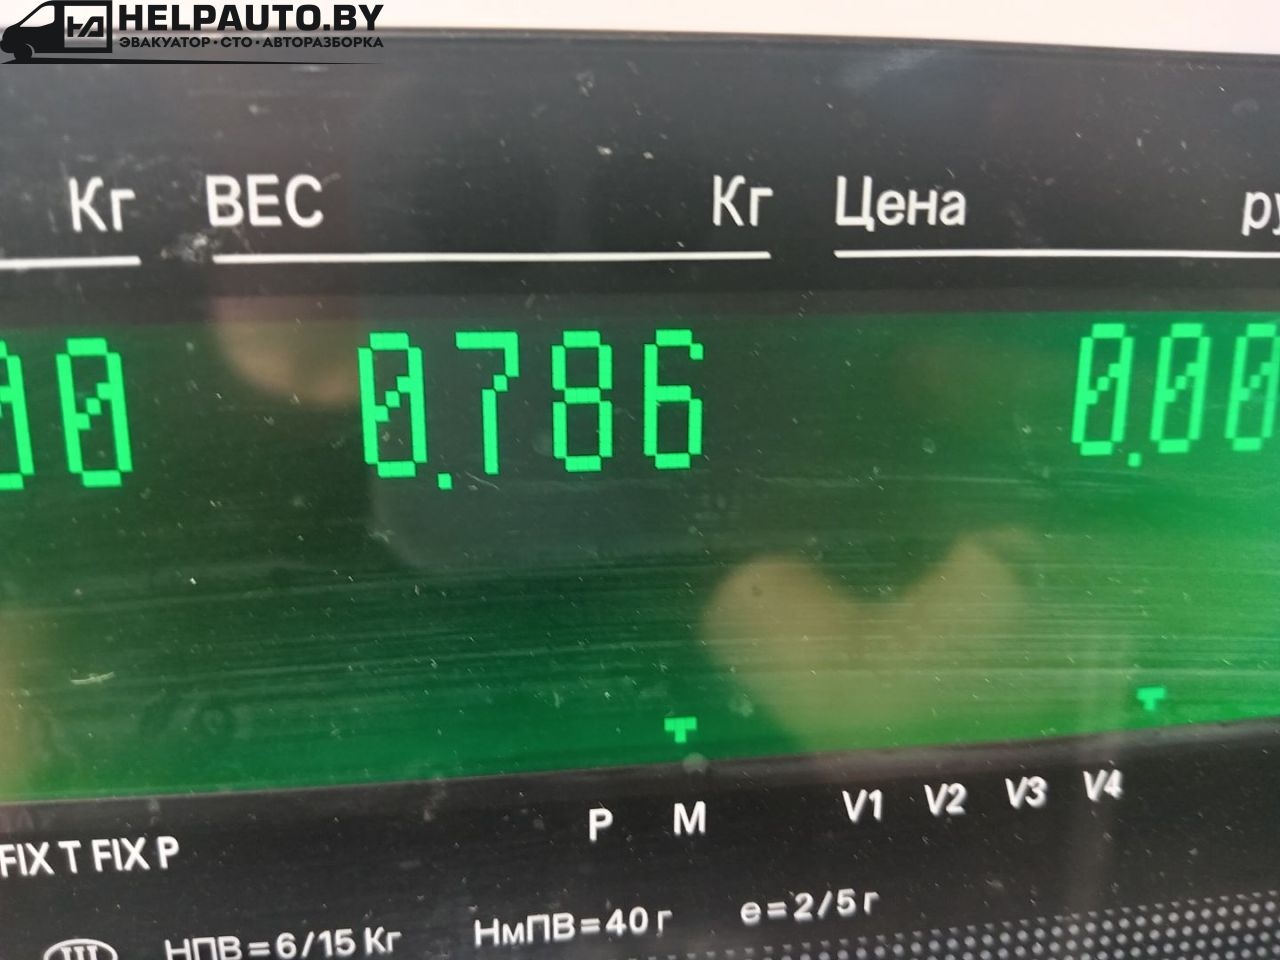 HELPAUTO.BY
ЭВАКУАТОР·СТО·АВТОРАЗБОРКА
Кг ВЕС Кг Цена
0 0.786 0.00
P M V1 V2 V3 V4
FIX T FIX P
НПВ=6/15 Кг НмПВ=40 г e=2/5 г